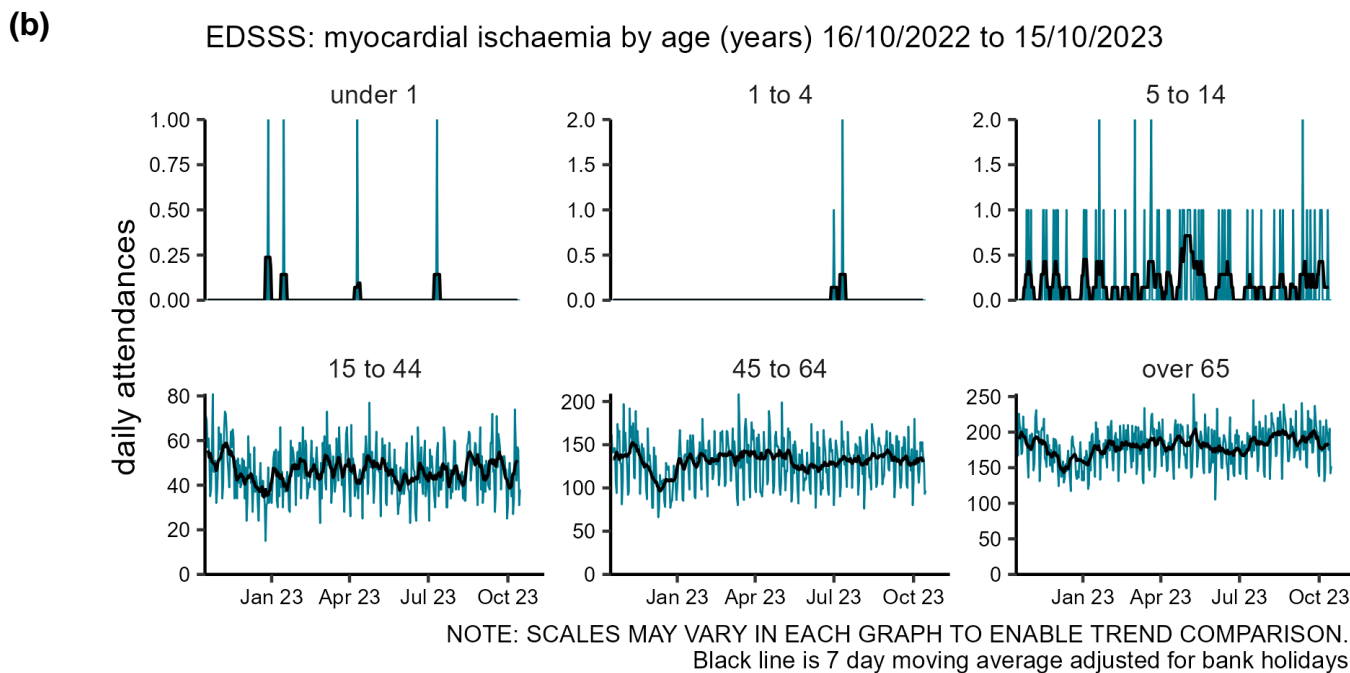 (b)
EDSSS: myocardial ischaemia by age (years) 16/10/2022 to 15/10/2023
daily attendances
under 1
1.00
0.75
0.50
0.25
0.00
1 to 4
2.0
1.5
1.0
0.5
0.0
5 to 14
2.0
1.5
1.0
0.5
0.0
15 to 44
80
60
40
20
0
Jan 23 Apr 23 Jul 23 Oct 23
45 to 64
200
150
100
50
0
Jan 23 Apr 23 Jul 23 Oct 23
over 65
250
200
150
100
50
0
Jan 23 Apr 23 Jul 23 Oct 23
NOTE: SCALES MAY VARY IN EACH GRAPH TO ENABLE TREND COMPARISON.
Black line is 7 day moving average adjusted for bank holidays